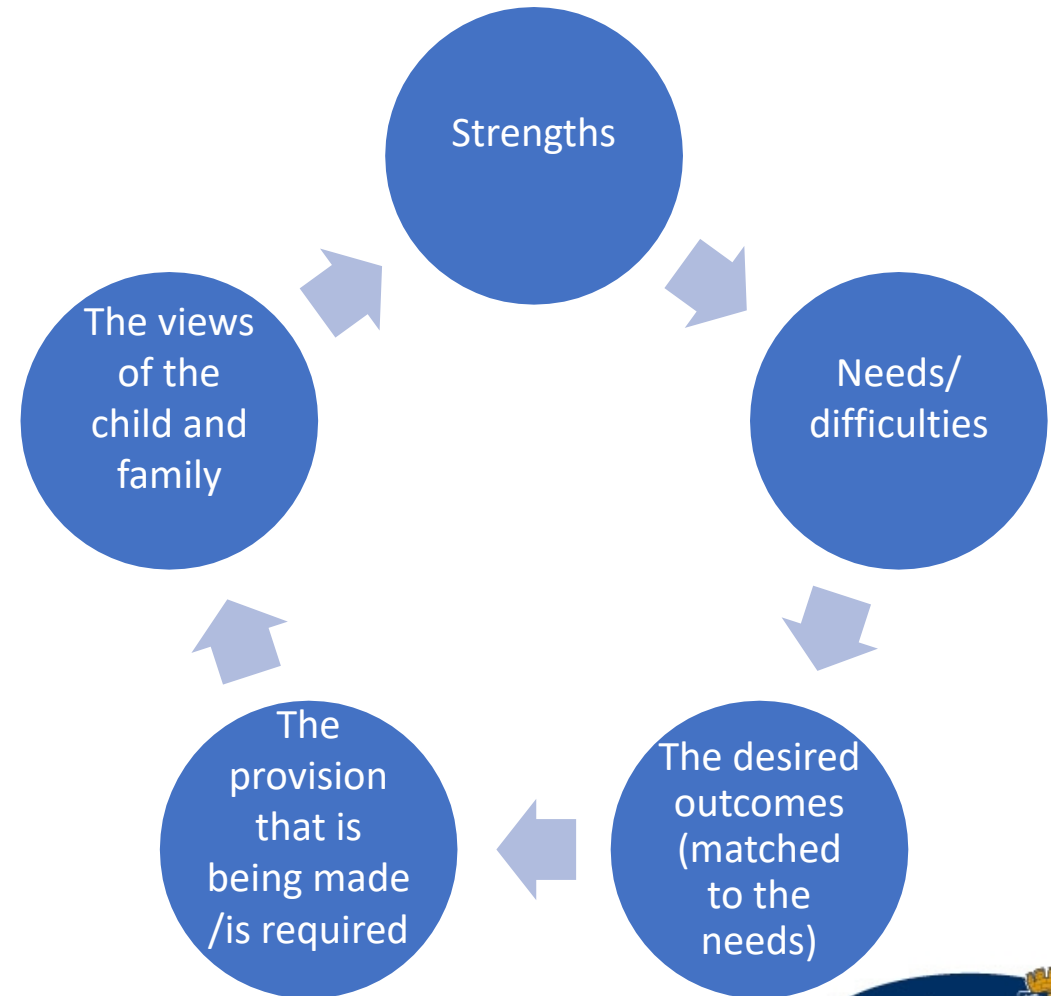 Strengths
Needs/
difficulties
The desired
outcomes
(matched
to the
needs)
The
provision
that is
being made
/is required
The views
of the
child and
family